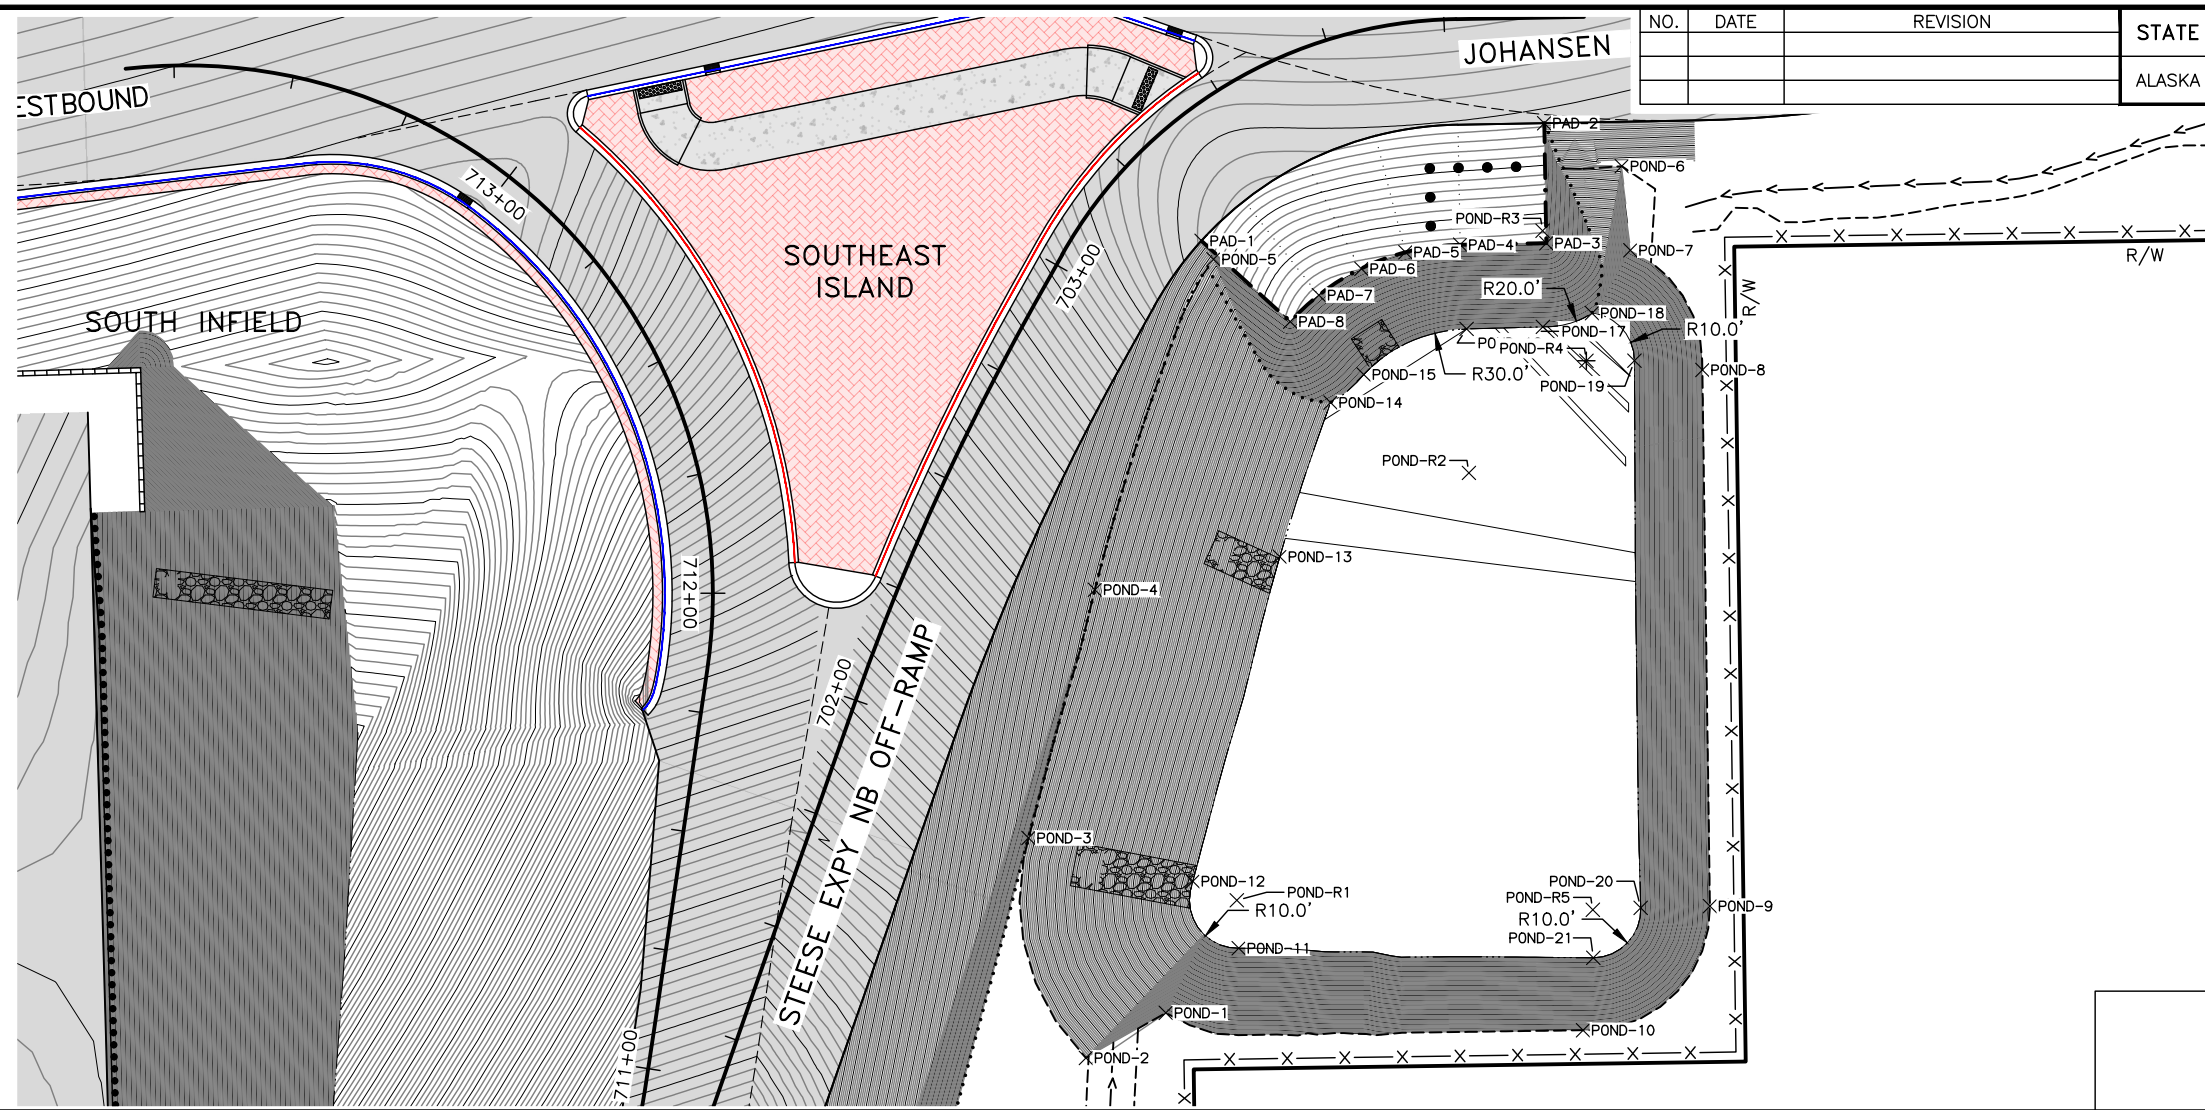 NO. DATE REVISION
STATE
ALASKA
JOHANSEN
ESTBOUND
PAD-2
POND-6
713+00
POND-R3
SOUTHEAST
ISLAND
PAD-1
POND-5
PAD-5
PAD-4
PAD-3
POND-7
R/W
703+00
PAD-6
R20.0'
R/W
PAD-7
SOUTH INFIELD
PAD-8
POND-18
POND-17
R10.0'
PO
POND-R4
POND-15
R30.0'
POND-19
POND-8
POND-14
POND-R2
POND-13
712+00
POND-4
702+00
STEESE EXPY NB OFF-RAMP
POND-3
POND-12
POND-R1
R10.0'
POND-20
POND-R5
R10.0'
POND-9
POND-21
POND-11
POND-1
POND-10
711+00
POND-2